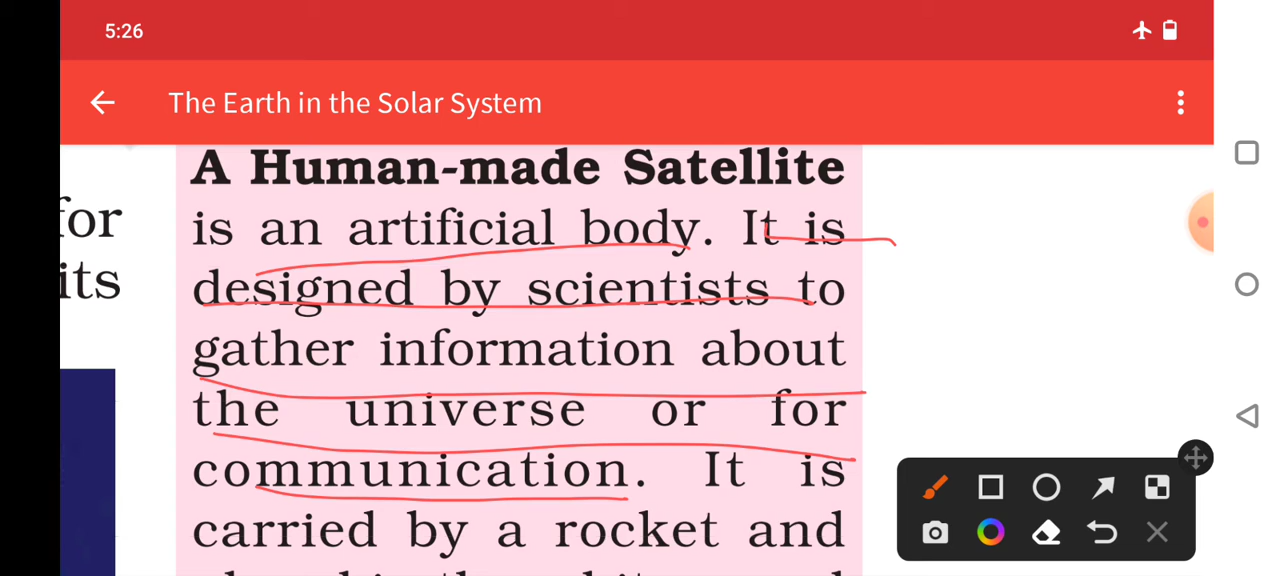 5:26
The Earth in the Solar System
for
its
A Human-made Satellite
is an artificial body. It is
designed by scientists to
gather information about
the universe or for
communication. It is
carried by a rocket and